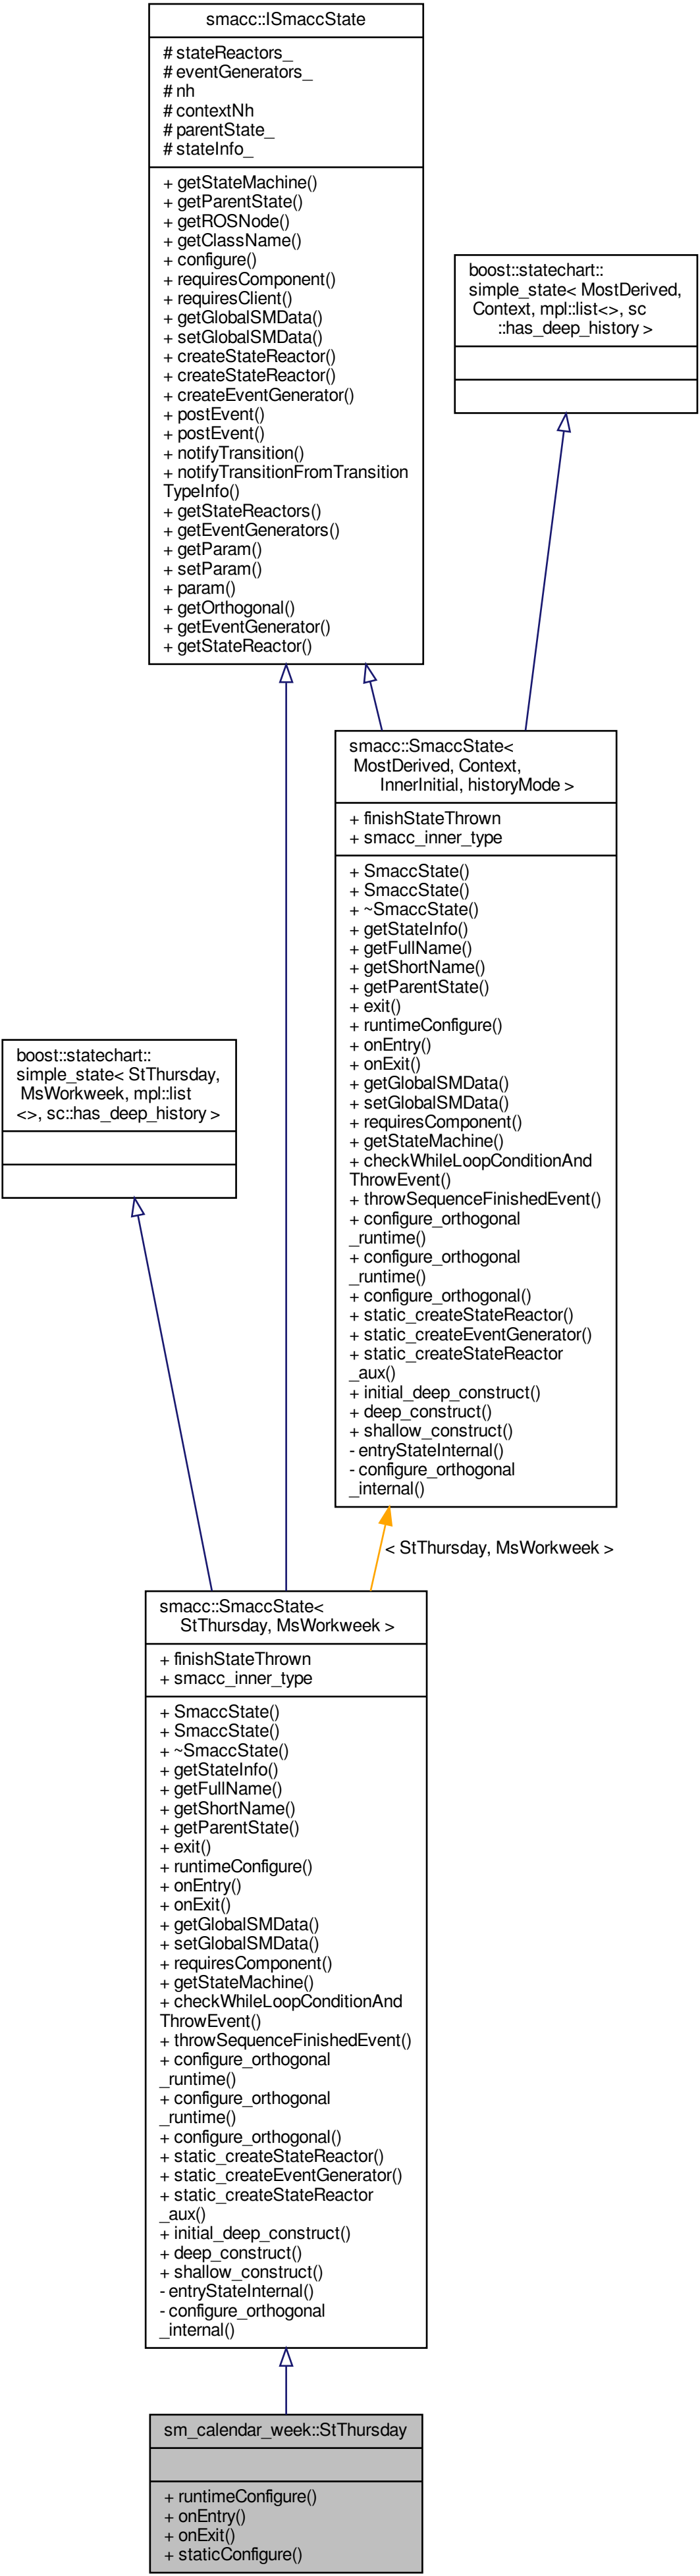 smacc::ISmaccState
# stateReactors_
# eventGenerators_
# nh
# contextNh
# parentState_
# stateInfo_
+ getStateMachine()
+ getParentState()
+ getROSNode()
+ getClassName()
+ configure()
+ requiresComponent()
+ requiresClient()
+ getGlobalSMData()
+ setGlobalSMData()
+ createStateReactor()
+ createStateReactor()
+ createEventGenerator()
+ postEvent()
+ postEvent()
+ notifyTransition()
+ notifyTransitionFromTransition
TypeInfo()
+ getStateReactors()
+ getEventGenerators()
+ getParam()
+ setParam()
+ param()
+ getOrthogonal()
+ getEventGenerator()
+ getStateReactor()
boost::statechart::
simple_state< MostDerived,
Context, mpl::list<>, sc
::has_deep_history >
smacc::SmaccState<
MostDerived, Context,
InnerInitial, historyMode >
+ finishStateThrown
+ smacc_inner_type
+ SmaccState()
+ SmaccState()
+ ~SmaccState()
+ getStateInfo()
+ getFullName()
+ getShortName()
+ getParentState()
+ exit()
+ runtimeConfigure()
+ onEntry()
+ onExit()
+ getGlobalSMData()
+ setGlobalSMData()
+ requiresComponent()
+ getStateMachine()
+ checkWhileLoopConditionAnd
ThrowEvent()
+ throwSequenceFinishedEvent()
+ configure_orthogonal
_runtime()
+ configure_orthogonal
_runtime()
+ configure_orthogonal()
+ static_createStateReactor()
+ static_createEventGenerator()
+ static_createStateReactor
_aux()
+ initial_deep_construct()
+ deep_construct()
+ shallow_construct()
- entryStateInternal()
- configure_orthogonal
_internal()
boost::statechart::
simple_state< StThursday,
MsWorkweek, mpl::list
<>, sc::has_deep_history >
< StThursday, MsWorkweek >
smacc::SmaccState<
StThursday, MsWorkweek >
+ finishStateThrown
+ smacc_inner_type
+ SmaccState()
+ SmaccState()
+ ~SmaccState()
+ getStateInfo()
+ getFullName()
+ getShortName()
+ getParentState()
+ exit()
+ runtimeConfigure()
+ onEntry()
+ onExit()
+ getGlobalSMData()
+ setGlobalSMData()
+ requiresComponent()
+ getStateMachine()
+ checkWhileLoopConditionAnd
ThrowEvent()
+ throwSequenceFinishedEvent()
+ configure_orthogonal
_runtime()
+ configure_orthogonal
_runtime()
+ configure_orthogonal()
+ static_createStateReactor()
+ static_createEventGenerator()
+ static_createStateReactor
_aux()
+ initial_deep_construct()
+ deep_construct()
+ shallow_construct()
- entryStateInternal()
- configure_orthogonal
_internal()
sm_calendar_week::StThursday
+ runtimeConfigure()
+ onEntry()
+ onExit()
+ staticConfigure()